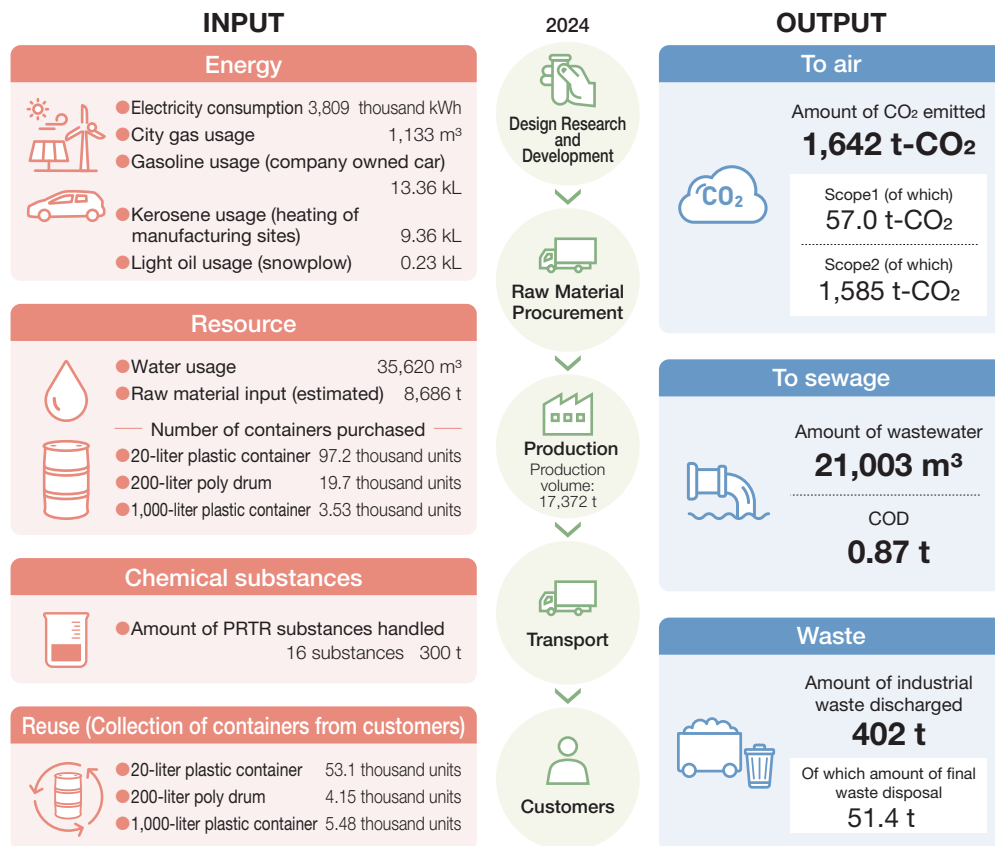 INPUT
Energy
●Electricity consumption 3,809 thousand kWh
●City gas usage 1,133 m³
●Gasoline usage (company owned car)
13.36 kL
●Kerosene usage (heating of
manufacturing sites) 9.36 kL
●Light oil usage (snowplow) 0.23 kL
Resource
●Water usage 35,620 m³
●Raw material input (estimated) 8,686 t
Number of containers purchased
●20-liter plastic container 97.2 thousand units
●200-liter poly drum 19.7 thousand units
●1,000-liter plastic container 3.53 thousand units
Chemical substances
●Amount of PRTR substances handled
16 substances 300 t
Reuse (Collection of containers from customers)
●20-liter plastic container 53.1 thousand units
●200-liter poly drum 4.15 thousand units
●1,000-liter plastic container 5.48 thousand units
2024
Design Research
and
Development
Raw Material
Procurement
Production
Production
volume:
17,372 t
Transport
Customers
OUTPUT
To air
CO₂
Amount of CO₂ emitted
1,642 t-CO₂
Scope1 (of which)
57.0 t-CO₂
Scope2 (of which)
1,585 t-CO₂
To sewage
Amount of wastewater
21,003 m³
COD
0.87 t
Waste
Amount of industrial
waste discharged
402 t
Of which amount of final
waste disposal
51.4 t